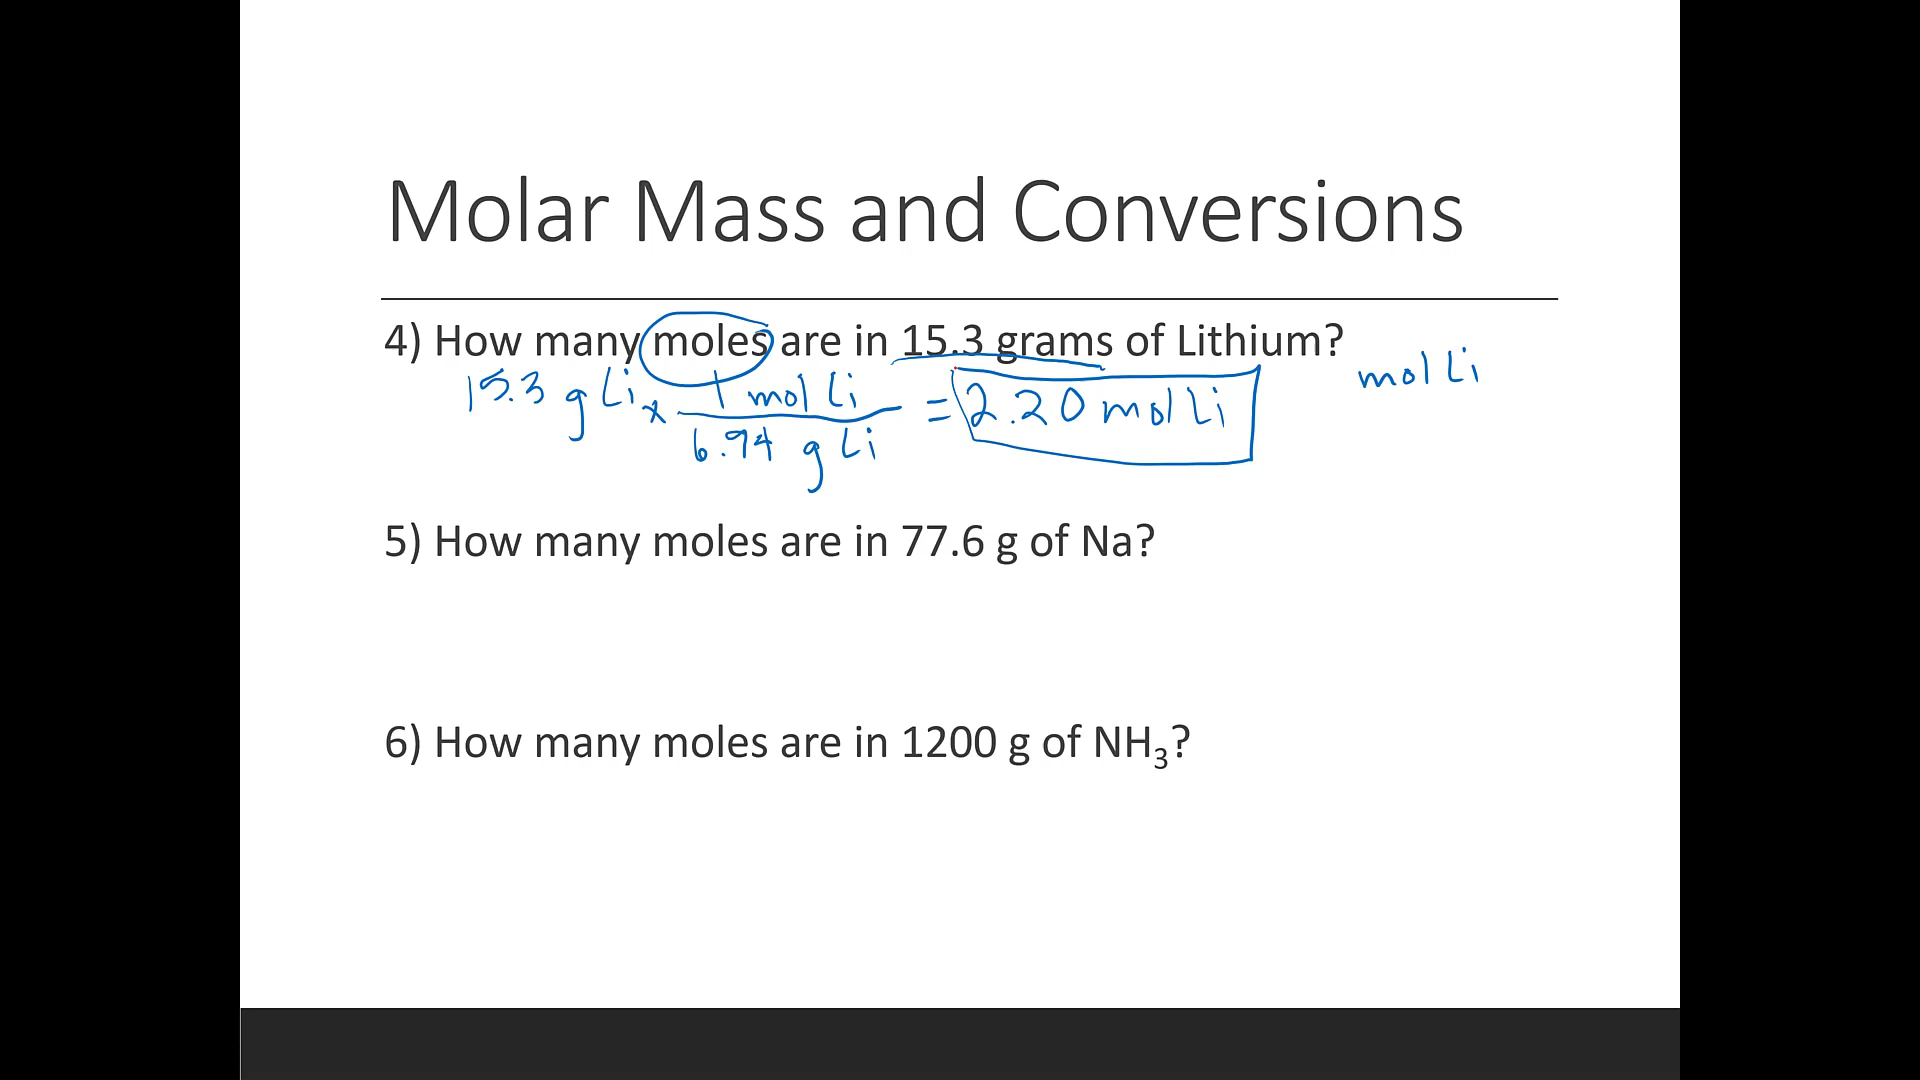 Molar Mass and Conversions
4) How many moles are in 15.3 grams of Lithium?
mol Li
15.3 g Li x 1 mol Li / 6.94 g Li = 2.20 mol Li
5) How many moles are in 77.6 g of Na?
6) How many moles are in 1200 g of NH₃?